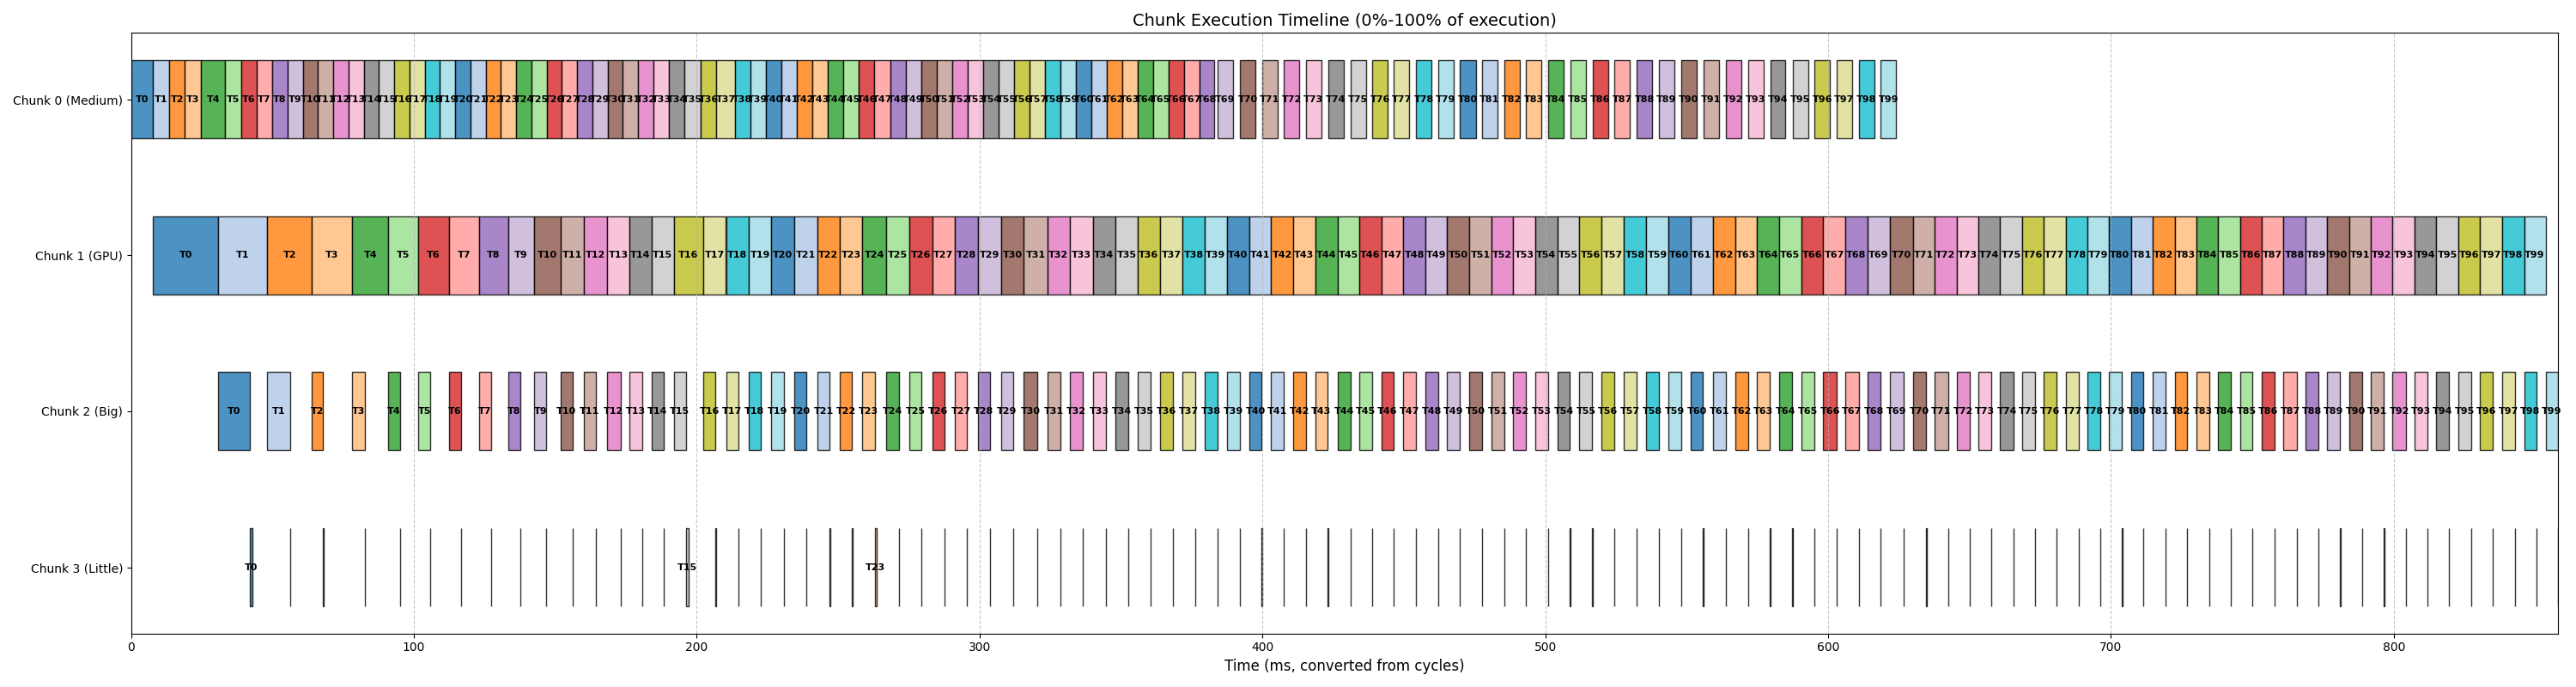 Chunk Execution Timeline (0%-100% of execution)
Chunk 0 (Medium)
T0 T1 T2 T3 T4 T5 T6 T7 T8 T9 T10 T11 T12 T13 T14 T15 T16 T17 T18 T19 T20 T21 T22 T23 T24 T25 T26 T27 T28 T29 T30 T31 T32 T33 T34 T35 T36 T37 T38 T39 T40 T41 T42 T43 T44 T45 T46 T47 T48 T49 T50 T51 T52 T53 T54 T55 T56 T57 T58 T59 T60 T61 T62 T63 T64 T65 T66 T67 T68 T69 T70 T71 T72 T73 T74 T75 T76 T77 T78 T79 T80 T81 T82 T83 T84 T85 T86 T87 T88 T89 T90 T91 T92 T93 T94 T95 T96 T97 T98 T99
Chunk 1 (GPU)
T0 T1 T2 T3 T4 T5 T6 T7 T8 T9 T10 T11 T12 T13 T14 T15 T16 T17 T18 T19 T20 T21 T22 T23 T24 T25 T26 T27 T28 T29 T30 T31 T32 T33 T34 T35 T36 T37 T38 T39 T40 T41 T42 T43 T44 T45 T46 T47 T48 T49 T50 T51 T52 T53 T54 T55 T56 T57 T58 T59 T60 T61 T62 T63 T64 T65 T66 T67 T68 T69 T70 T71 T72 T73 T74 T75 T76 T77 T78 T79 T80 T81 T82 T83 T84 T85 T86 T87 T88 T89 T90 T91 T92 T93 T94 T95 T96 T97 T98 T99
Chunk 2 (Big)
T0 T1 T2 T3 T4 T5 T6 T7 T8 T9 T10 T11 T12 T13 T14 T15 T16 T17 T18 T19 T20 T21 T22 T23 T24 T25 T26 T27 T28 T29 T30 T31 T32 T33 T34 T35 T36 T37 T38 T39 T40 T41 T42 T43 T44 T45 T46 T47 T48 T49 T50 T51 T52 T53 T54 T55 T56 T57 T58 T59 T60 T61 T62 T63 T64 T65 T66 T67 T68 T69 T70 T71 T72 T73 T74 T75 T76 T77 T78 T79 T80 T81 T82 T83 T84 T85 T86 T87 T88 T89 T90 T91 T92 T93 T94 T95 T96 T97 T98 T99
Chunk 3 (Little)
T0 T15 T23
0 100 200 300 400 500 600 700 800
Time (ms, converted from cycles)